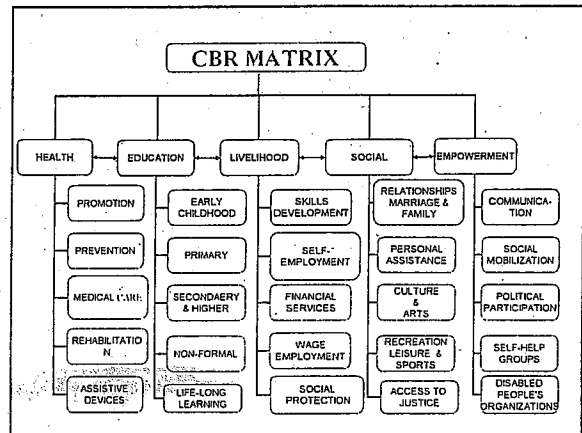 CBR MATRIX
HEALTH
EDUCATION
LIVELIHOOD
SOCIAL
EMPOWERMENT
PROMOTION
PREVENTION
MEDICAL CARE
REHABILITATIO
N
ASSISTIVE
DEVICES
EARLY
CHILDHOOD
PRIMARY
SECONDAERY
& HIGHER
NON-FORMAL
LIFE-LONG
LEARNING
SKILLS
DEVELOPMENT
SELF-
EMPLOYMENT
FINANCIAL
SERVICES
WAGE
EMPLOYMENT
SOCIAL
PROTECTION
RELATIONSHIPS
MARRIAGE &
FAMILY
PERSONAL
ASSISTANCE
CULTURE &
ARTS
RECREATION
LEISURE &
SPORTS
ACCESS TO
JUSTICE
COMMUNICA-
TION
SOCIAL
MOBILIZATION
POLITICAL
PARTICIPATION
SELF-HELP
GROUPS
DISABLED
PEOPLE'S
ORGANIZATIONS